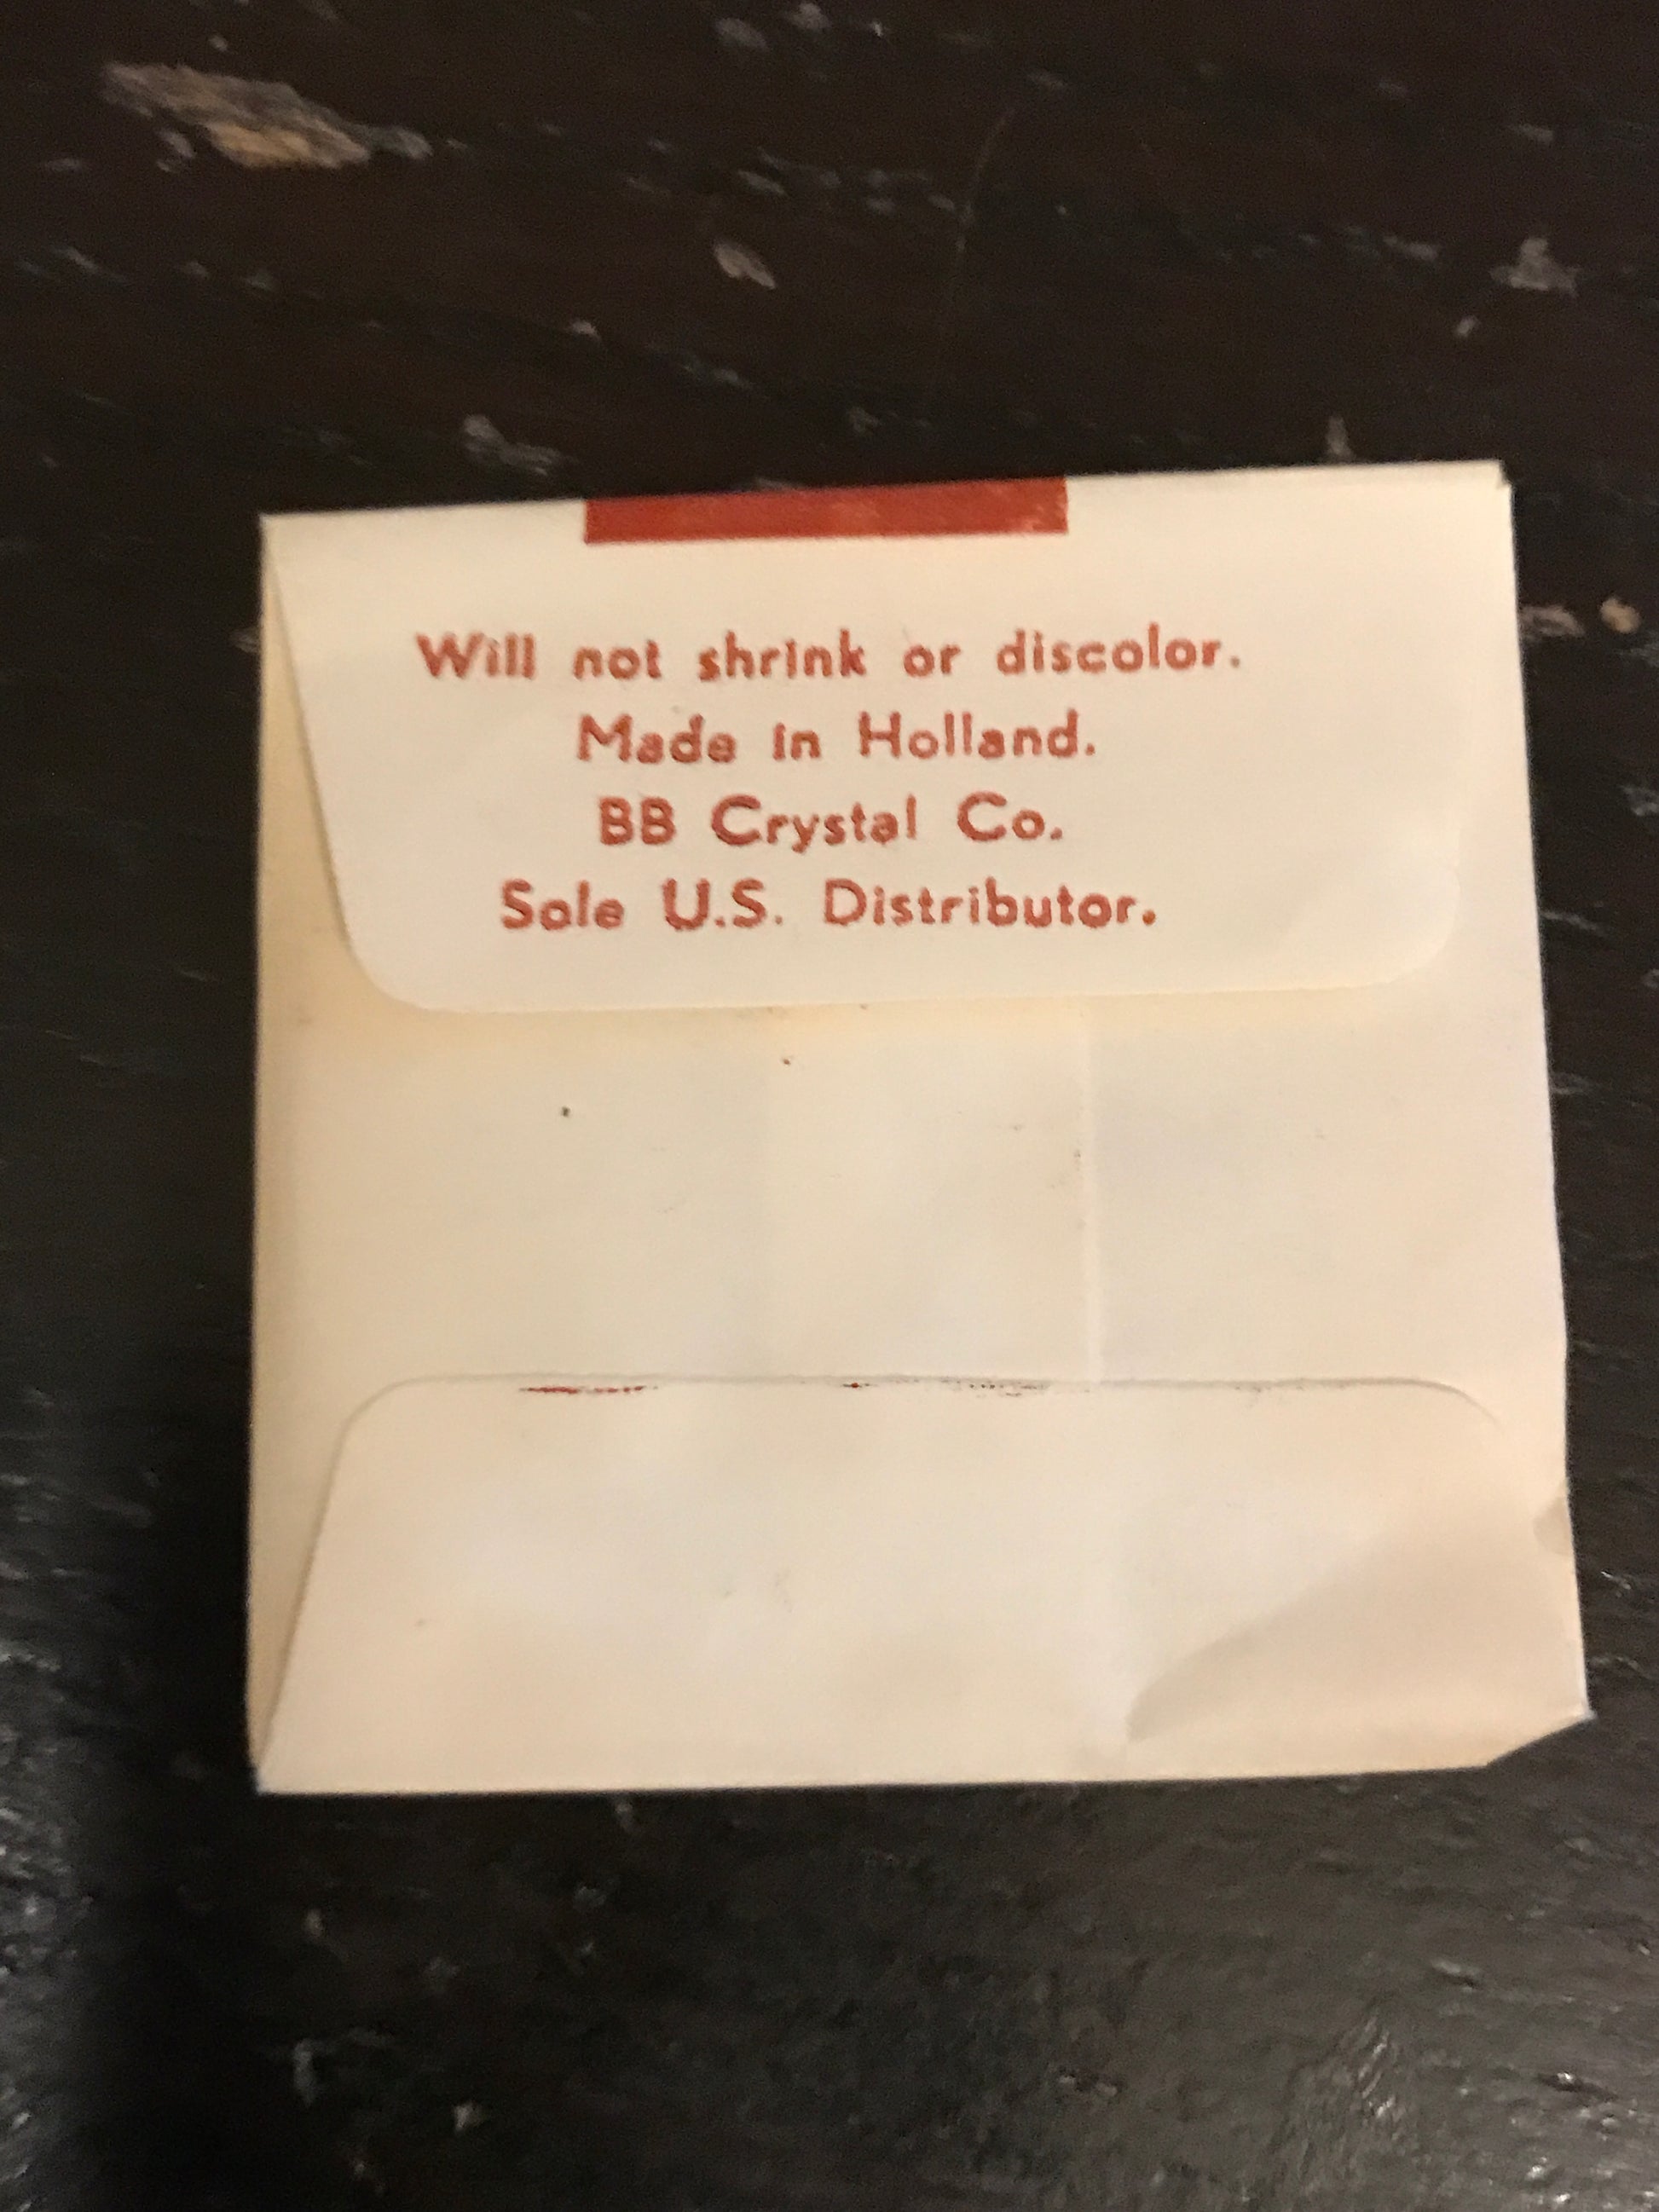 Will not shrink or discolor.
Made in Holland.
BB Crystal Co.
Sole U.S. Distributor.